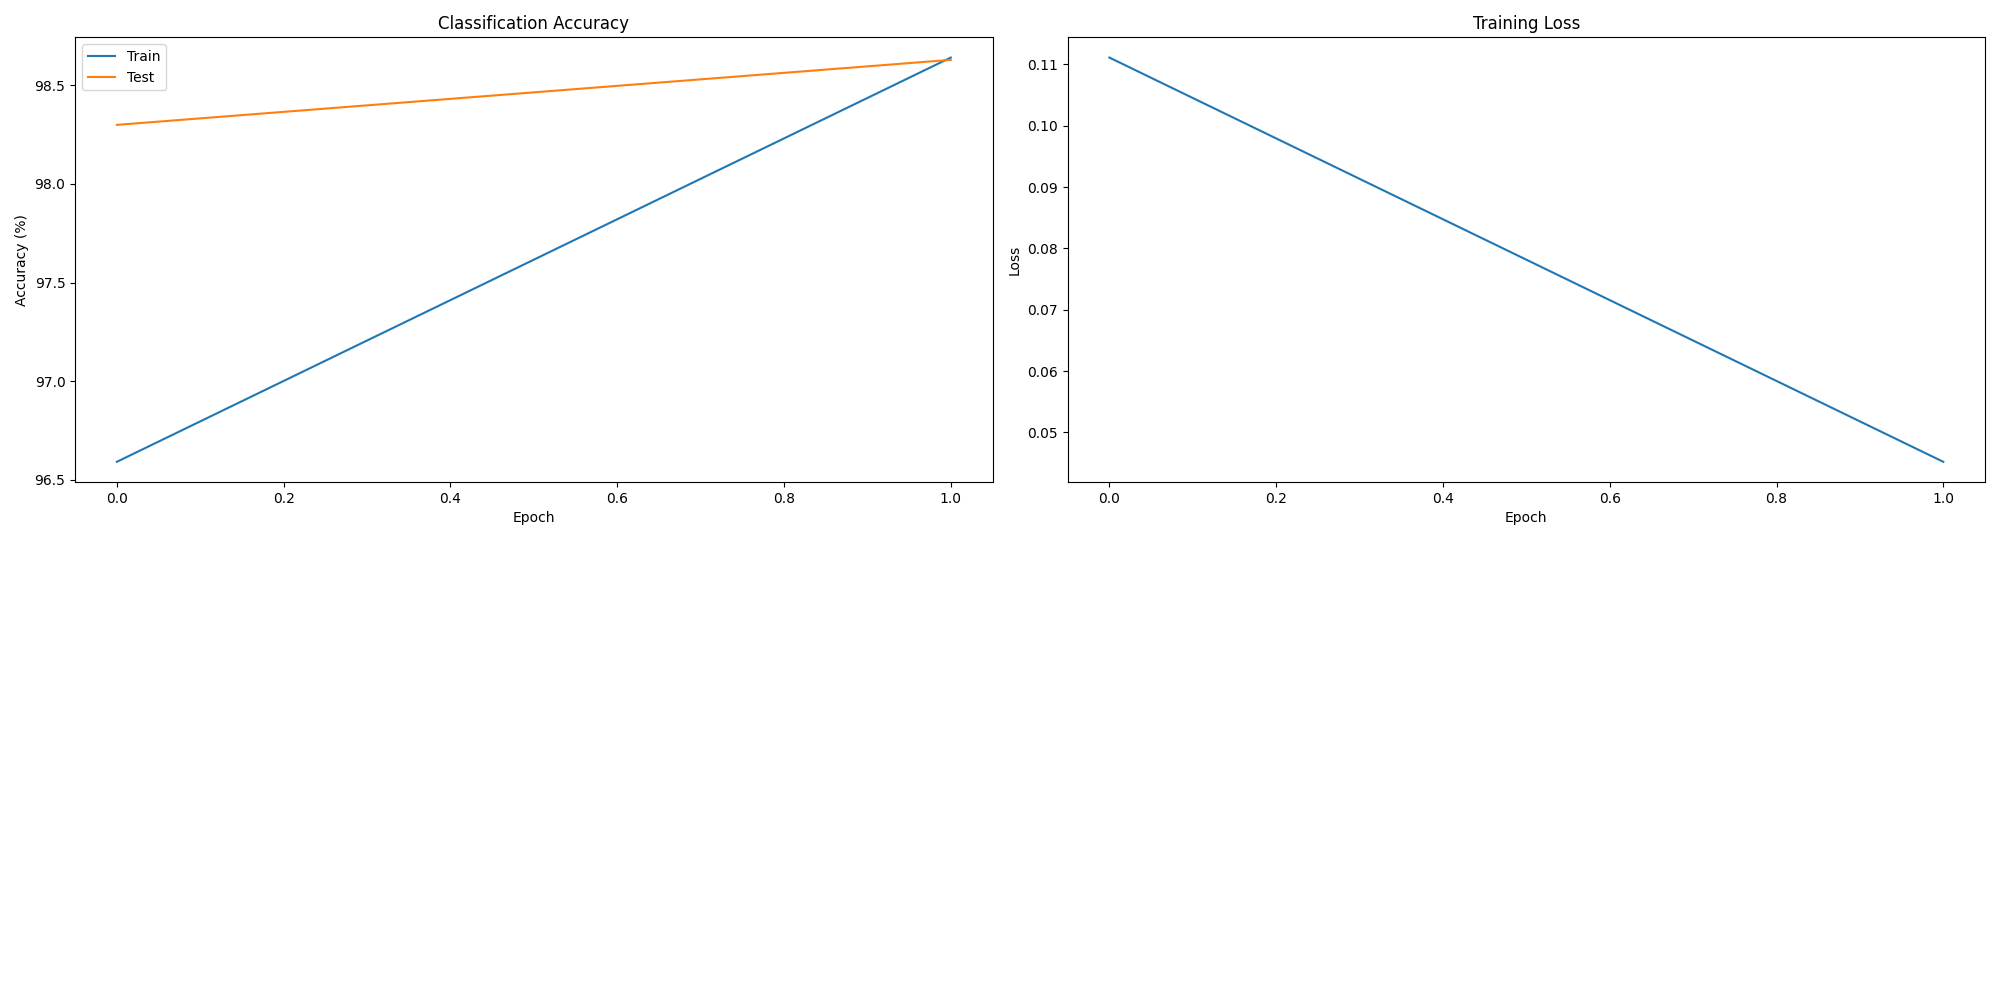 Classification Accuracy
Train
Test
98.5
98.0
97.5
97.0
96.5
Accuracy (%)
0.0 0.2 0.4 0.6 0.8 1.0
Epoch
Training Loss
0.11
0.10
0.09
0.08
0.07
0.06
0.05
Loss
0.0 0.2 0.4 0.6 0.8 1.0
Epoch